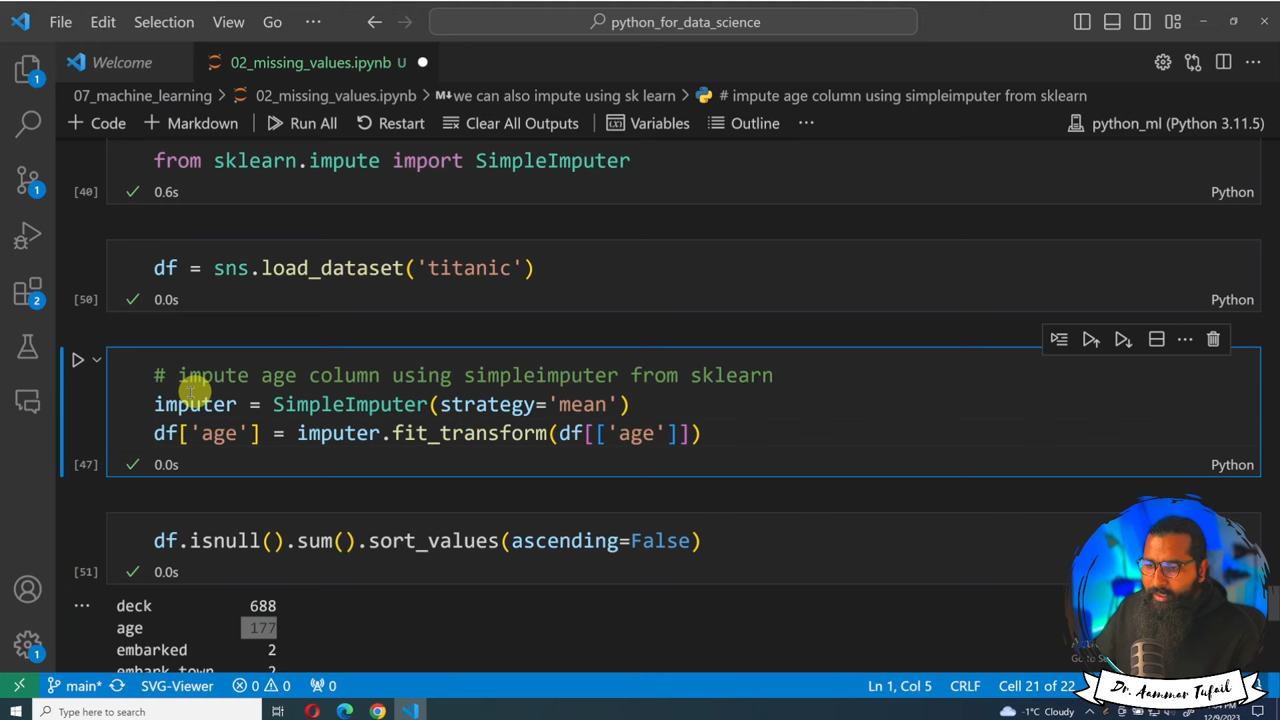 File Edit Selection View Go ··· python_for_data_science
Welcome 02_missing_values.ipynb U
07_machine_learning > 02_missing_values.ipynb > M↓we can also impute using sk learn > # impute age column using simpleimputer from sklearn
+ Code + Markdown Run All Restart Clear All Outputs Variables Outline ··· python_ml (Python 3.11.5)
from sklearn.impute import SimpleImputer
[40] 0.6s Python
df = sns.load_dataset('titanic')
[50] 0.0s Python
# impute age column using simpleimputer from sklearn
imputer = SimpleImputer(strategy='mean')
df['age'] = imputer.fit_transform(df[['age']])
[47] 0.0s Python
df.isnull().sum().sort_values(ascending=False)
[51] 0.0s
deck 688
age 177
embarked 2
embark_town 2
main* SVG-Viewer 0 0 0 Ln 1, Col 5 CRLF Cell 21 of 22
Dr. Aammar Tufail
Type here to search -1°C Cloudy
1
1
2
1